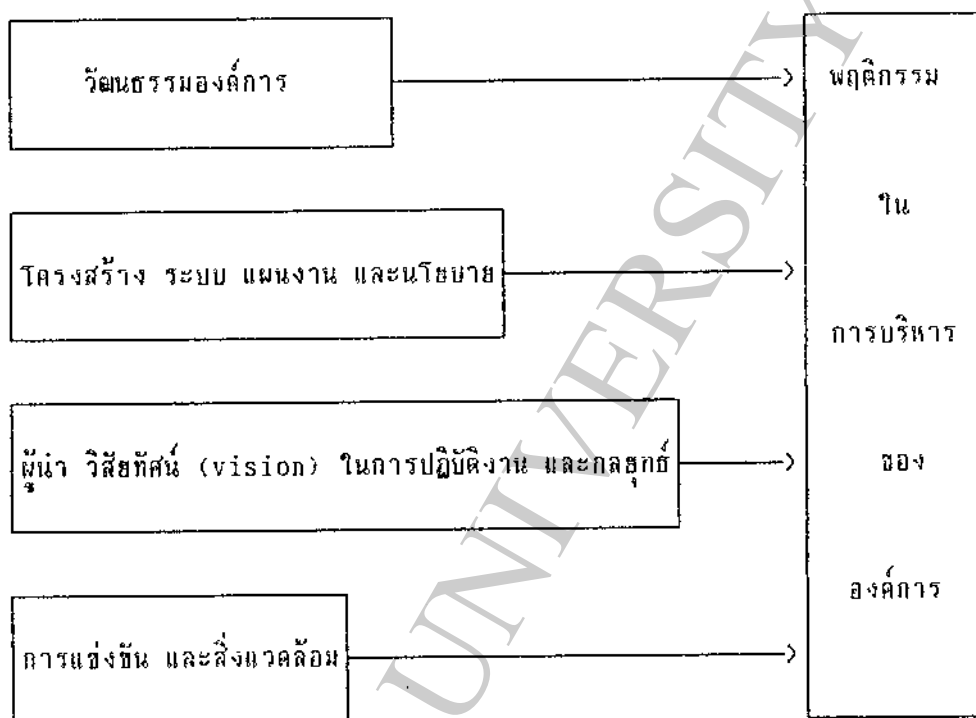 วัฒนธรรมองค์การ
โครงสร้าง ระบบ แผนงาน และนโยบาย
ผู้นำ วิสัยทัศน์ (vision) ในการปฏิบัติงาน และกลยุทธ์
การแข่งขัน และสิ่งแวดล้อม
พฤติกรรม
ใน
การบริหาร
ของ
องค์การ
UNIVERSITY